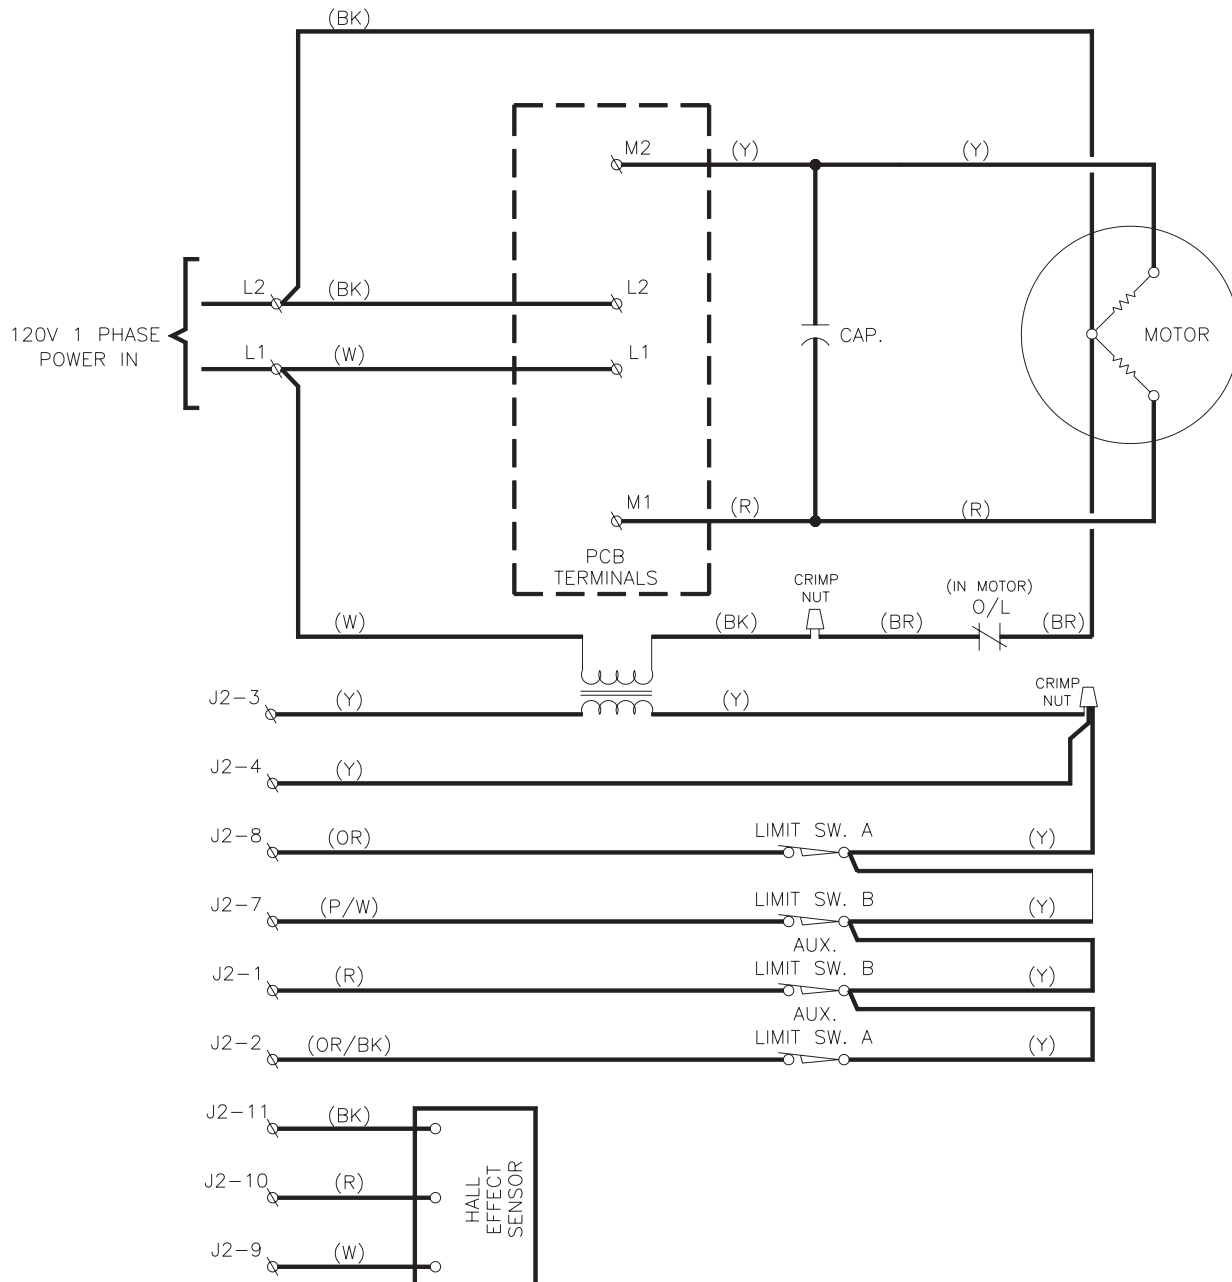 (BK)
M2
(Y)
(Y)
L2
(BK)
L2
120V 1 PHASE
POWER IN
L1
(W)
L1
CAP.
MOTOR
M1
(R)
(R)
PCB
TERMINALS
CRIMP
NUT
(IN MOTOR)
O/L
(W)
(BK)
(BR)
(BR)
J2-3
(Y)
(Y)
CRIMP
NUT
J2-4
(Y)
J2-8
(OR)
LIMIT SW. A
(Y)
J2-7
(P/W)
LIMIT SW. B
(Y)
J2-1
(R)
AUX.
LIMIT SW. B
(Y)
J2-2
(OR/BK)
AUX.
LIMIT SW. A
(Y)
J2-11
(BK)
J2-10
(R)
J2-9
(W)
HALL
EFFECT
SENSOR